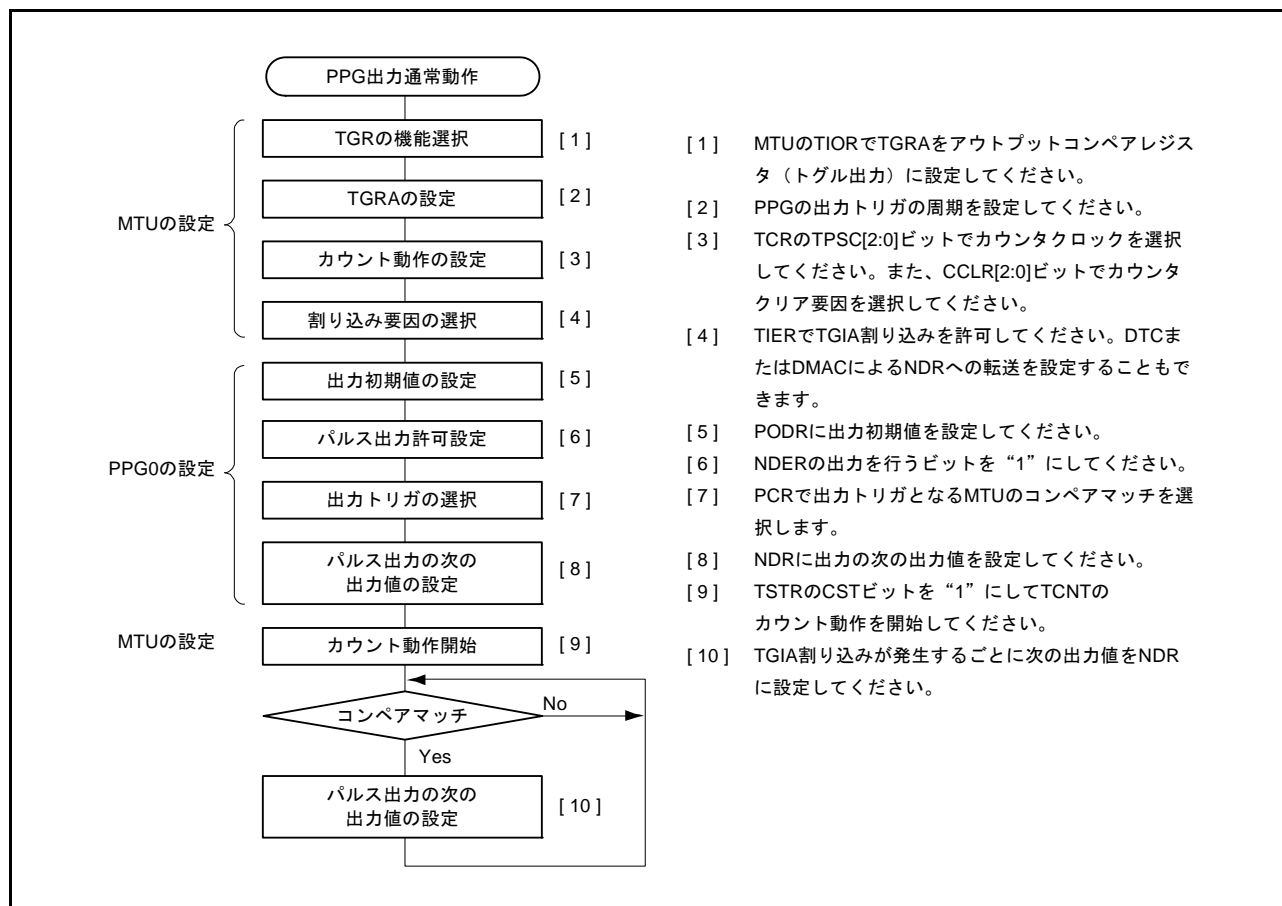 PPG出力通常動作
MTUの設定
TGRの機能選択
[ 1 ]
TGRAの設定
[ 2 ]
カウント動作の設定
[ 3 ]
割り込み要因の選択
[ 4 ]
PPG0の設定
出力初期値の設定
[ 5 ]
パルス出力許可設定
[ 6 ]
出力トリガの選択
[ 7 ]
パルス出力の次の
出力値の設定
[ 8 ]
MTUの設定
カウント動作開始
[ 9 ]
コンペアマッチ
No
Yes
パルス出力の次の
出力値の設定
[ 10 ]
[ 1 ] MTUのTIORでTGRAをアウトプットコンペアレジス
タ（トグル出力）に設定してください。
[ 2 ] PPGの出力トリガの周期を設定してください。
[ 3 ] TCRのTPSC[2:0]ビットでカウンタクロックを選択
してください。また、CCLR[2:0]ビットでカウンタ
クリア要因を選択してください。
[ 4 ] TIERでTGIA割り込みを許可してください。DTCま
たはDMACによるNDRへの転送を設定することもで
きます。
[ 5 ] PODRに出力初期値を設定してください。
[ 6 ] NDERの出力を行うビットを“1”にしてください。
[ 7 ] PCRで出力トリガとなるMTUのコンペアマッチを選
択します。
[ 8 ] NDRに出力の次の出力値を設定してください。
[ 9 ] TSTRのCSTビットを“1”にしてTCNTの
カウント動作を開始してください。
[ 10 ] TGIA割り込みが発生するごとに次の出力値をNDR
に設定してください。